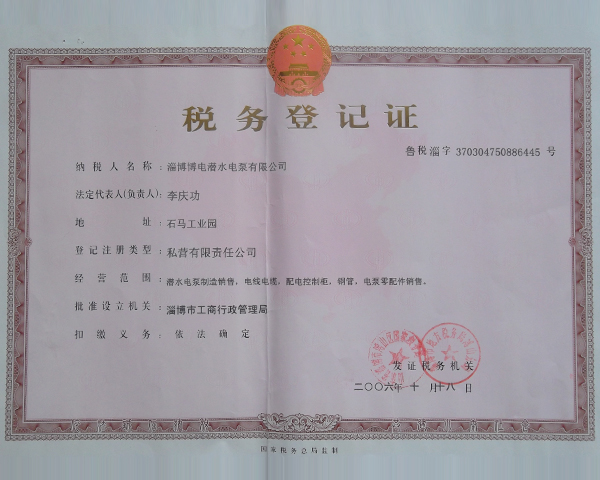 税务登记证
鲁税淄字 370304750886445 号
纳税人名称：淄博博电潜水电泵有限公司
法定代表人(负责人)：李庆功
地址：石马工业园
登记注册类型：私营有限责任公司
经营范围：潜水电泵制造销售，电线电缆，配电控制柜，钢管，电泵零配件销售。
批准设立机关：淄博市工商行政管理局
扣缴义务：依法确定
发证税务机关
二〇〇六年十月十八日
国家税务总局监制